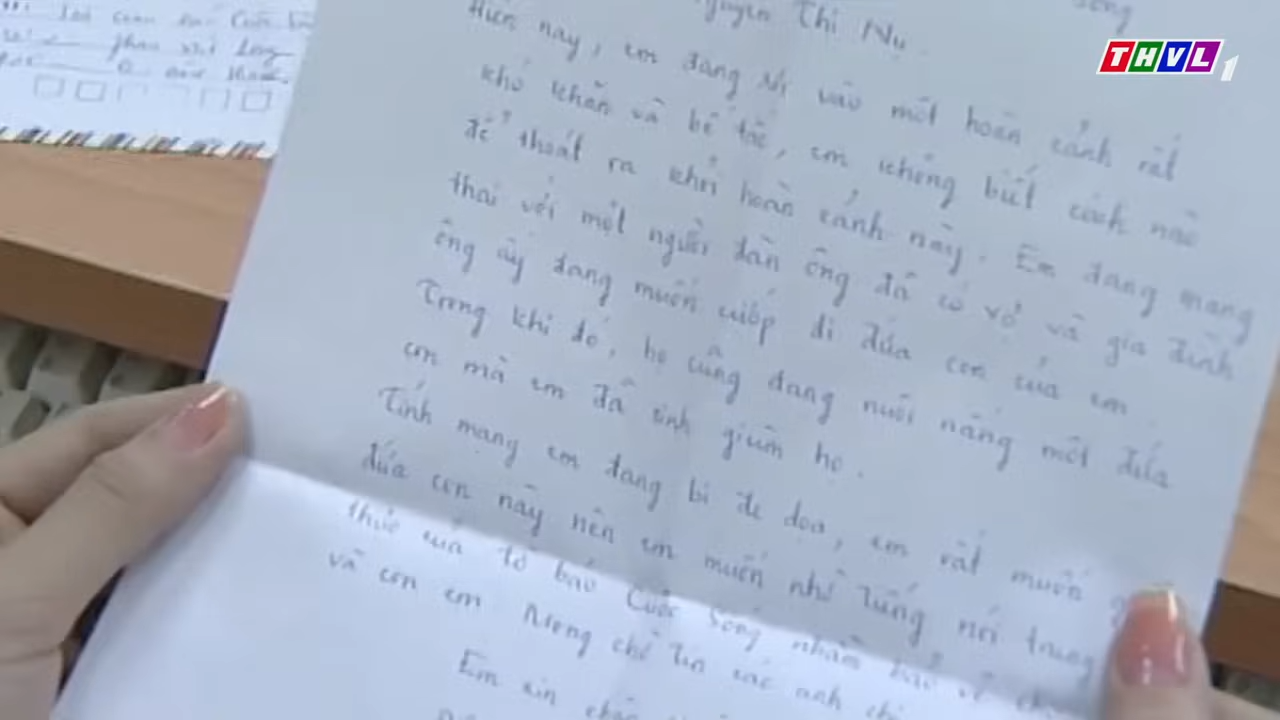 THVL1
sống
Nguyễn Thị Nụ.
Hiện nay, em đang rơi vào một hoàn cảnh rất
khó khăn và bế tắc, em không biết cách nào
để thoát ra khỏi hoàn cảnh này. Em đang mang
thai với một người đàn ông đã có vợ và gia đình
ông ấy đang muốn cướp đi đứa con của em.
Trong khi đó, họ cũng đang nuôi nấng một đứa
con mà em đã sinh giùm họ.
Tính mạng em đang bị đe dọa, em rất muốn
đứa con này nên em muốn nhờ tiếng nói trung
thực của tờ báo Cuộc Sống nhằm bảo vệ
và con em. Mong chỉ tin các anh chị
Em xin